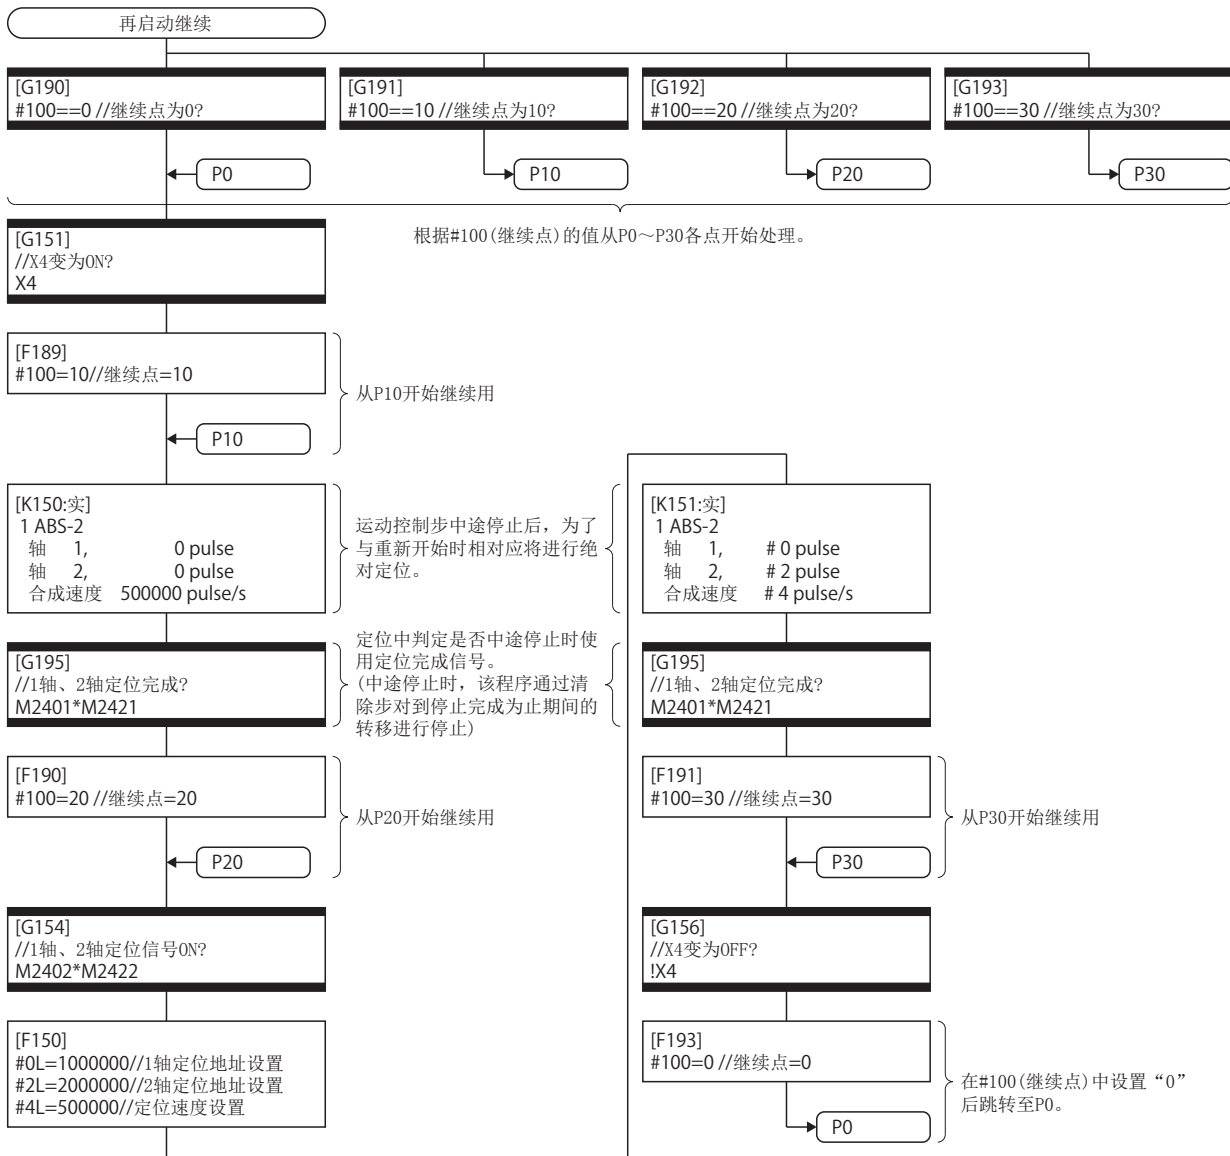 再启动继续
[G190]
#100==0 //继续点为0?
[G191]
#100==10 //继续点为10?
[G192]
#100==20 //继续点为20?
[G193]
#100==30 //继续点为30?
P0
P10
P20
P30
根据#100(继续点)的值从P0～P30各点开始处理。
[G151]
//X4变为ON?
X4
[F189]
#100=10//继续点=10
从P10开始继续用
P10
[K150:实]
1 ABS-2
轴 1, 0 pulse
轴 2, 0 pulse
合成速度 500000 pulse/s
运动控制步中途停止后，为了
与重新开始时相对应将进行绝
对定位。
[K151:实]
1 ABS-2
轴 1, # 0 pulse
轴 2, # 2 pulse
合成速度 # 4 pulse/s
[G195]
//1轴、2轴定位完成?
M2401*M2421
定位中判定是否中途停止时使
用定位完成信号。
(中途停止时，该程序通过清
除步对到停止完成为止期间的
转移进行停止)
[G195]
//1轴、2轴定位完成?
M2401*M2421
[F190]
#100=20 //继续点=20
从P20开始继续用
P20
[F191]
#100=30 //继续点=30
从P30开始继续用
P30
[G154]
//1轴、2轴定位信号ON?
M2402*M2422
[G156]
//X4变为OFF?
!X4
[F150]
#0L=1000000//1轴定位地址设置
#2L=2000000//2轴定位地址设置
#4L=500000//定位速度设置
[F193]
#100=0 //继续点=0
在#100(继续点)中设置“0”
后跳转至P0。
P0